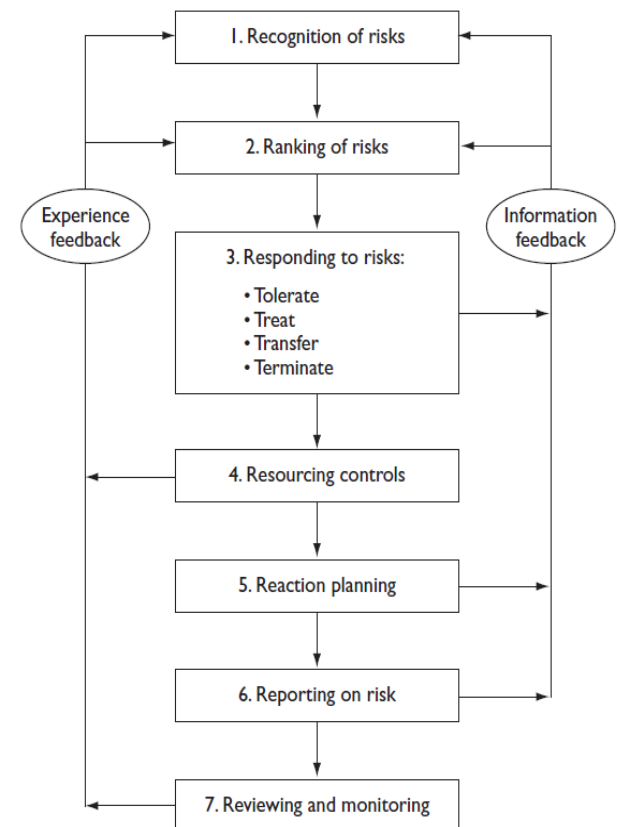 1. Recognition of risks
2. Ranking of risks
Experience
feedback
Information
feedback
3. Responding to risks:
• Tolerate
• Treat
• Transfer
• Terminate
4. Resourcing controls
5. Reaction planning
6. Reporting on risk
7. Reviewing and monitoring